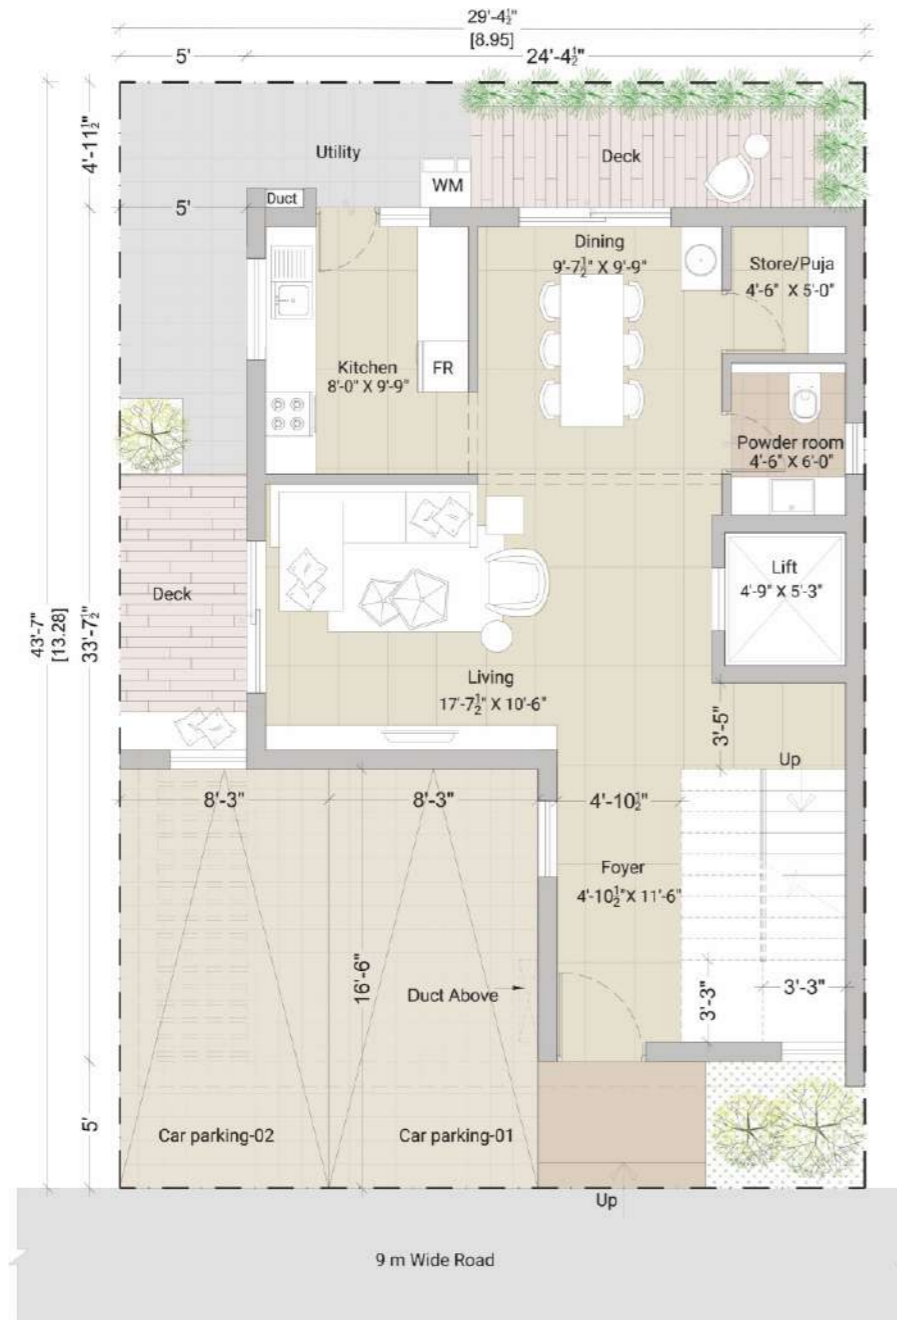 29'-4½"
[8.95]
5'
24'-4½"
4'-11½"
Utility
Deck
WM
5'
Duct
Dining
9'-7½" X 9'-9"
Store/Puja
4'-6" X 5'-0"
Kitchen
8'-0" X 9'-9"
FR
Powder room
4'-6" X 6'-0"
Lift
4'-9" X 5'-3"
Deck
43'-7"
[13.28]
33'-7½"
Living
17'-7½" X 10'-6"
3'-5"
Up
8'-3"
8'-3"
4'-10½"
Foyer
4'-10½" X 11'-6"
16'-6"
Duct Above
3'-3"
3'-3"
5'
Car parking-02
Car parking-01
Up
9 m Wide Road